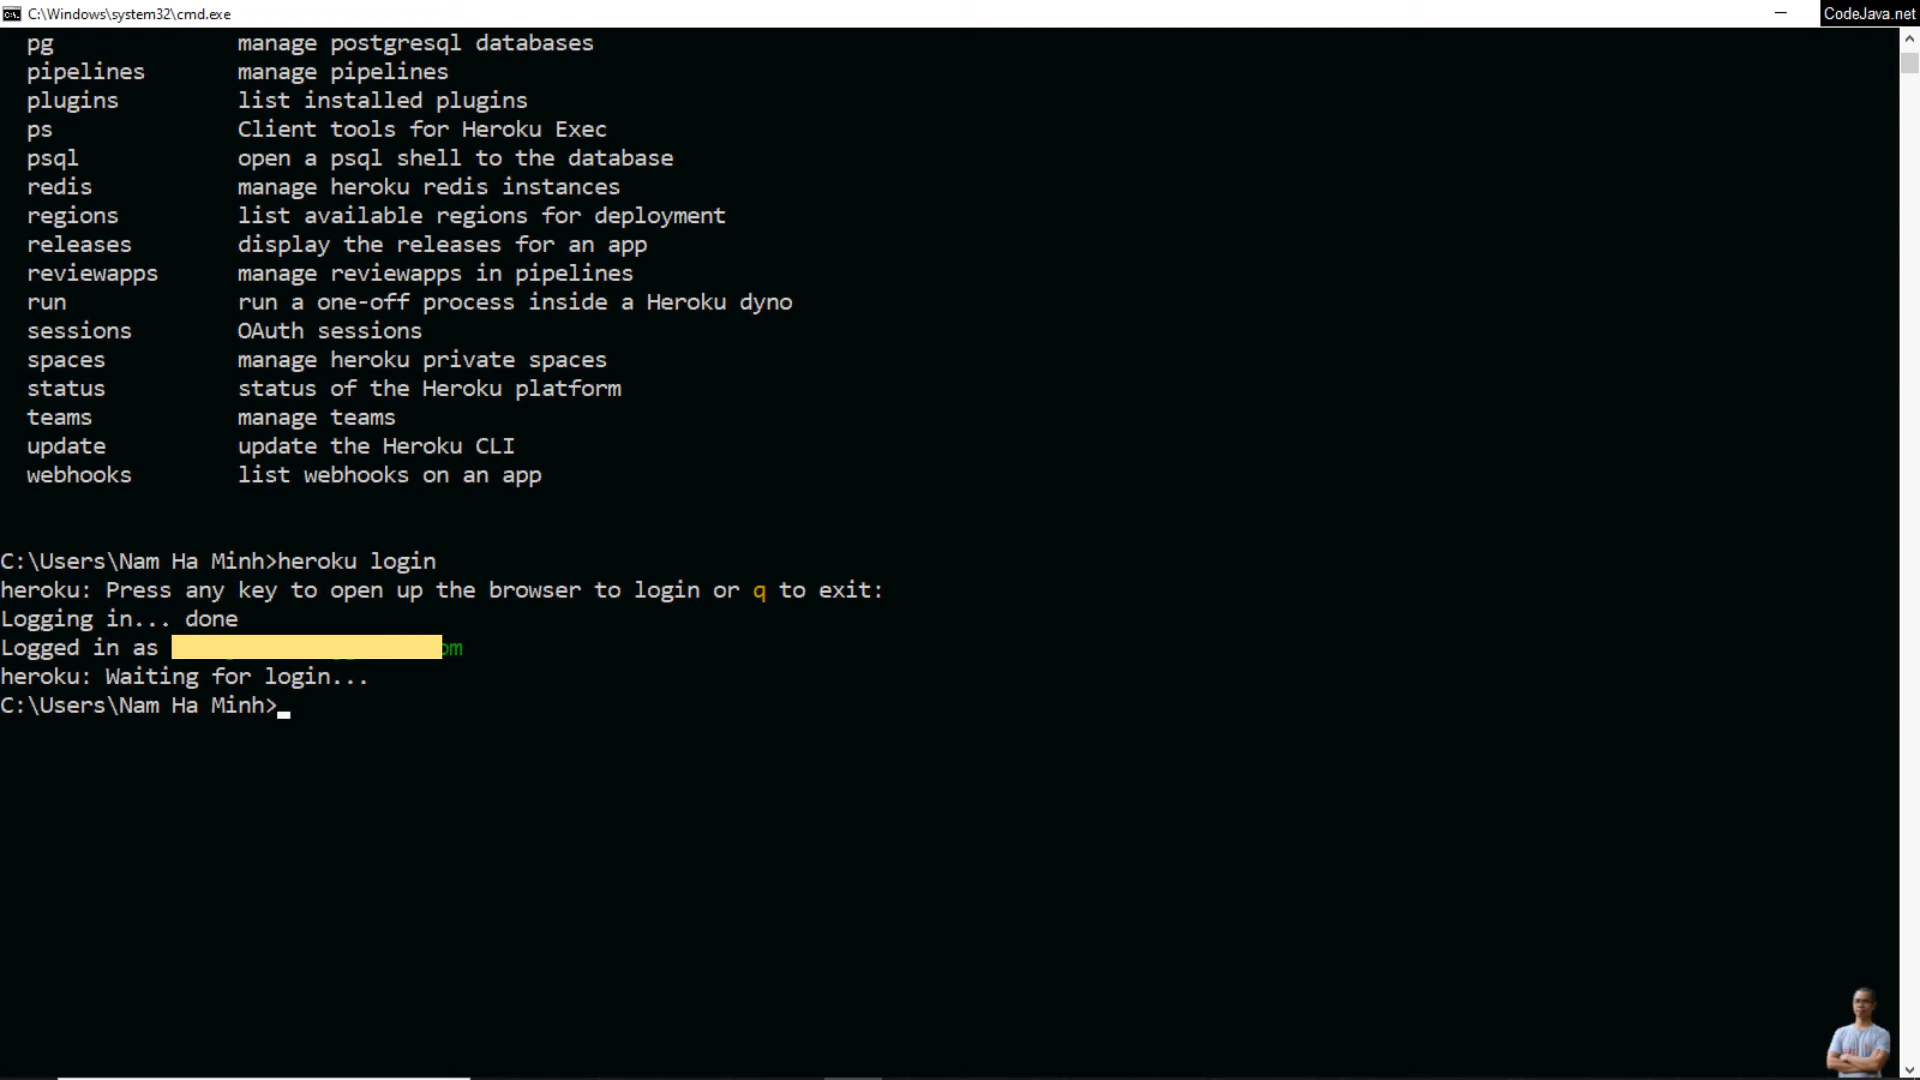 C:\Windows\system32\cmd.exe
CodeJava.net
pg manage postgresql databases
pipelines manage pipelines
plugins list installed plugins
ps Client tools for Heroku Exec
psql open a psql shell to the database
redis manage heroku redis instances
regions list available regions for deployment
releases display the releases for an app
reviewapps manage reviewapps in pipelines
run run a one-off process inside a Heroku dyno
sessions OAuth sessions
spaces manage heroku private spaces
status status of the Heroku platform
teams manage teams
update update the Heroku CLI
webhooks list webhooks on an app
C:\Users\Nam Ha Minh>heroku login
heroku: Press any key to open up the browser to login or q to exit:
Logging in... done
Logged in as om
heroku: Waiting for login...
C:\Users\Nam Ha Minh>